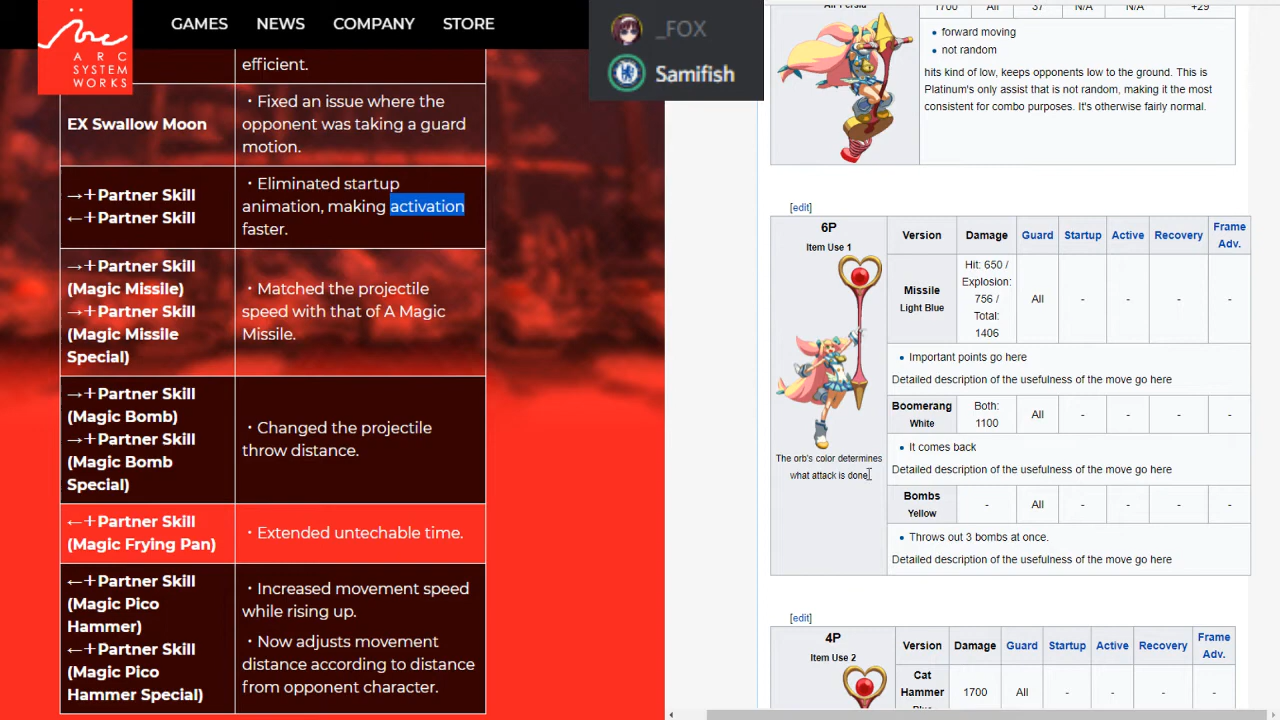 ARC
SYSTEM
WORKS
GAMES
NEWS
COMPANY
STORE
efficient.
EX Swallow Moon
・Fixed an issue where the
opponent was taking a guard
motion.
→+Partner Skill
←+Partner Skill
・Eliminated startup
animation, making activation
faster.
→+Partner Skill
(Magic Missile)
→+Partner Skill
(Magic Missile
Special)
・Matched the projectile
speed with that of A Magic
Missile.
→+Partner Skill
(Magic Bomb)
→+Partner Skill
(Magic Bomb
Special)
・Changed the projectile
throw distance.
←+Partner Skill
(Magic Frying Pan)
・Extended untechable time.
←+Partner Skill
(Magic Pico
Hammer)
←+Partner Skill
(Magic Pico
Hammer Special)
・Increased movement speed
while rising up.
・Now adjusts movement
distance according to distance
from opponent character.
_FOX
Samifish
Air Persia
1700 All 37 N/A N/A +29
• forward moving
• not random
hits kind of low, keeps opponents low to the ground. This is
Platinum's only assist that is not random, making it the most
consistent for combo purposes. It's otherwise fairly normal.
[edit]
6P
Item Use 1
The orb's color determines
what attack is done
Version Damage Guard Startup Active Recovery Frame
Adv.
Missile
Light Blue
Hit: 650 /
Explosion:
756 /
Total:
1406
All - - - -
• Important points go here
Detailed description of the usefulness of the move go here
Boomerang
White
Both:
1100
All - - - -
• It comes back
Detailed description of the usefulness of the move go here
Bombs
Yellow
- All - - - -
• Throws out 3 bombs at once.
Detailed description of the usefulness of the move go here
[edit]
4P
Item Use 2
Version Damage Guard Startup Active Recovery Frame
Adv.
Cat
Hammer
1700 All - - - -